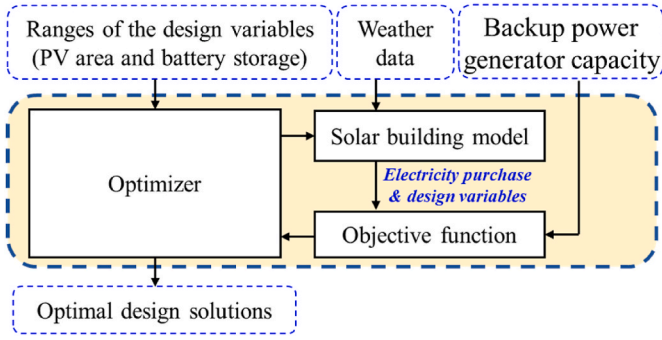 Ranges of the design variables
(PV area and battery storage)
Weather
data
Backup power
generator capacity,
Optimizer
Solar building model
Electricity purchase
& design variables
Objective function
Optimal design solutions